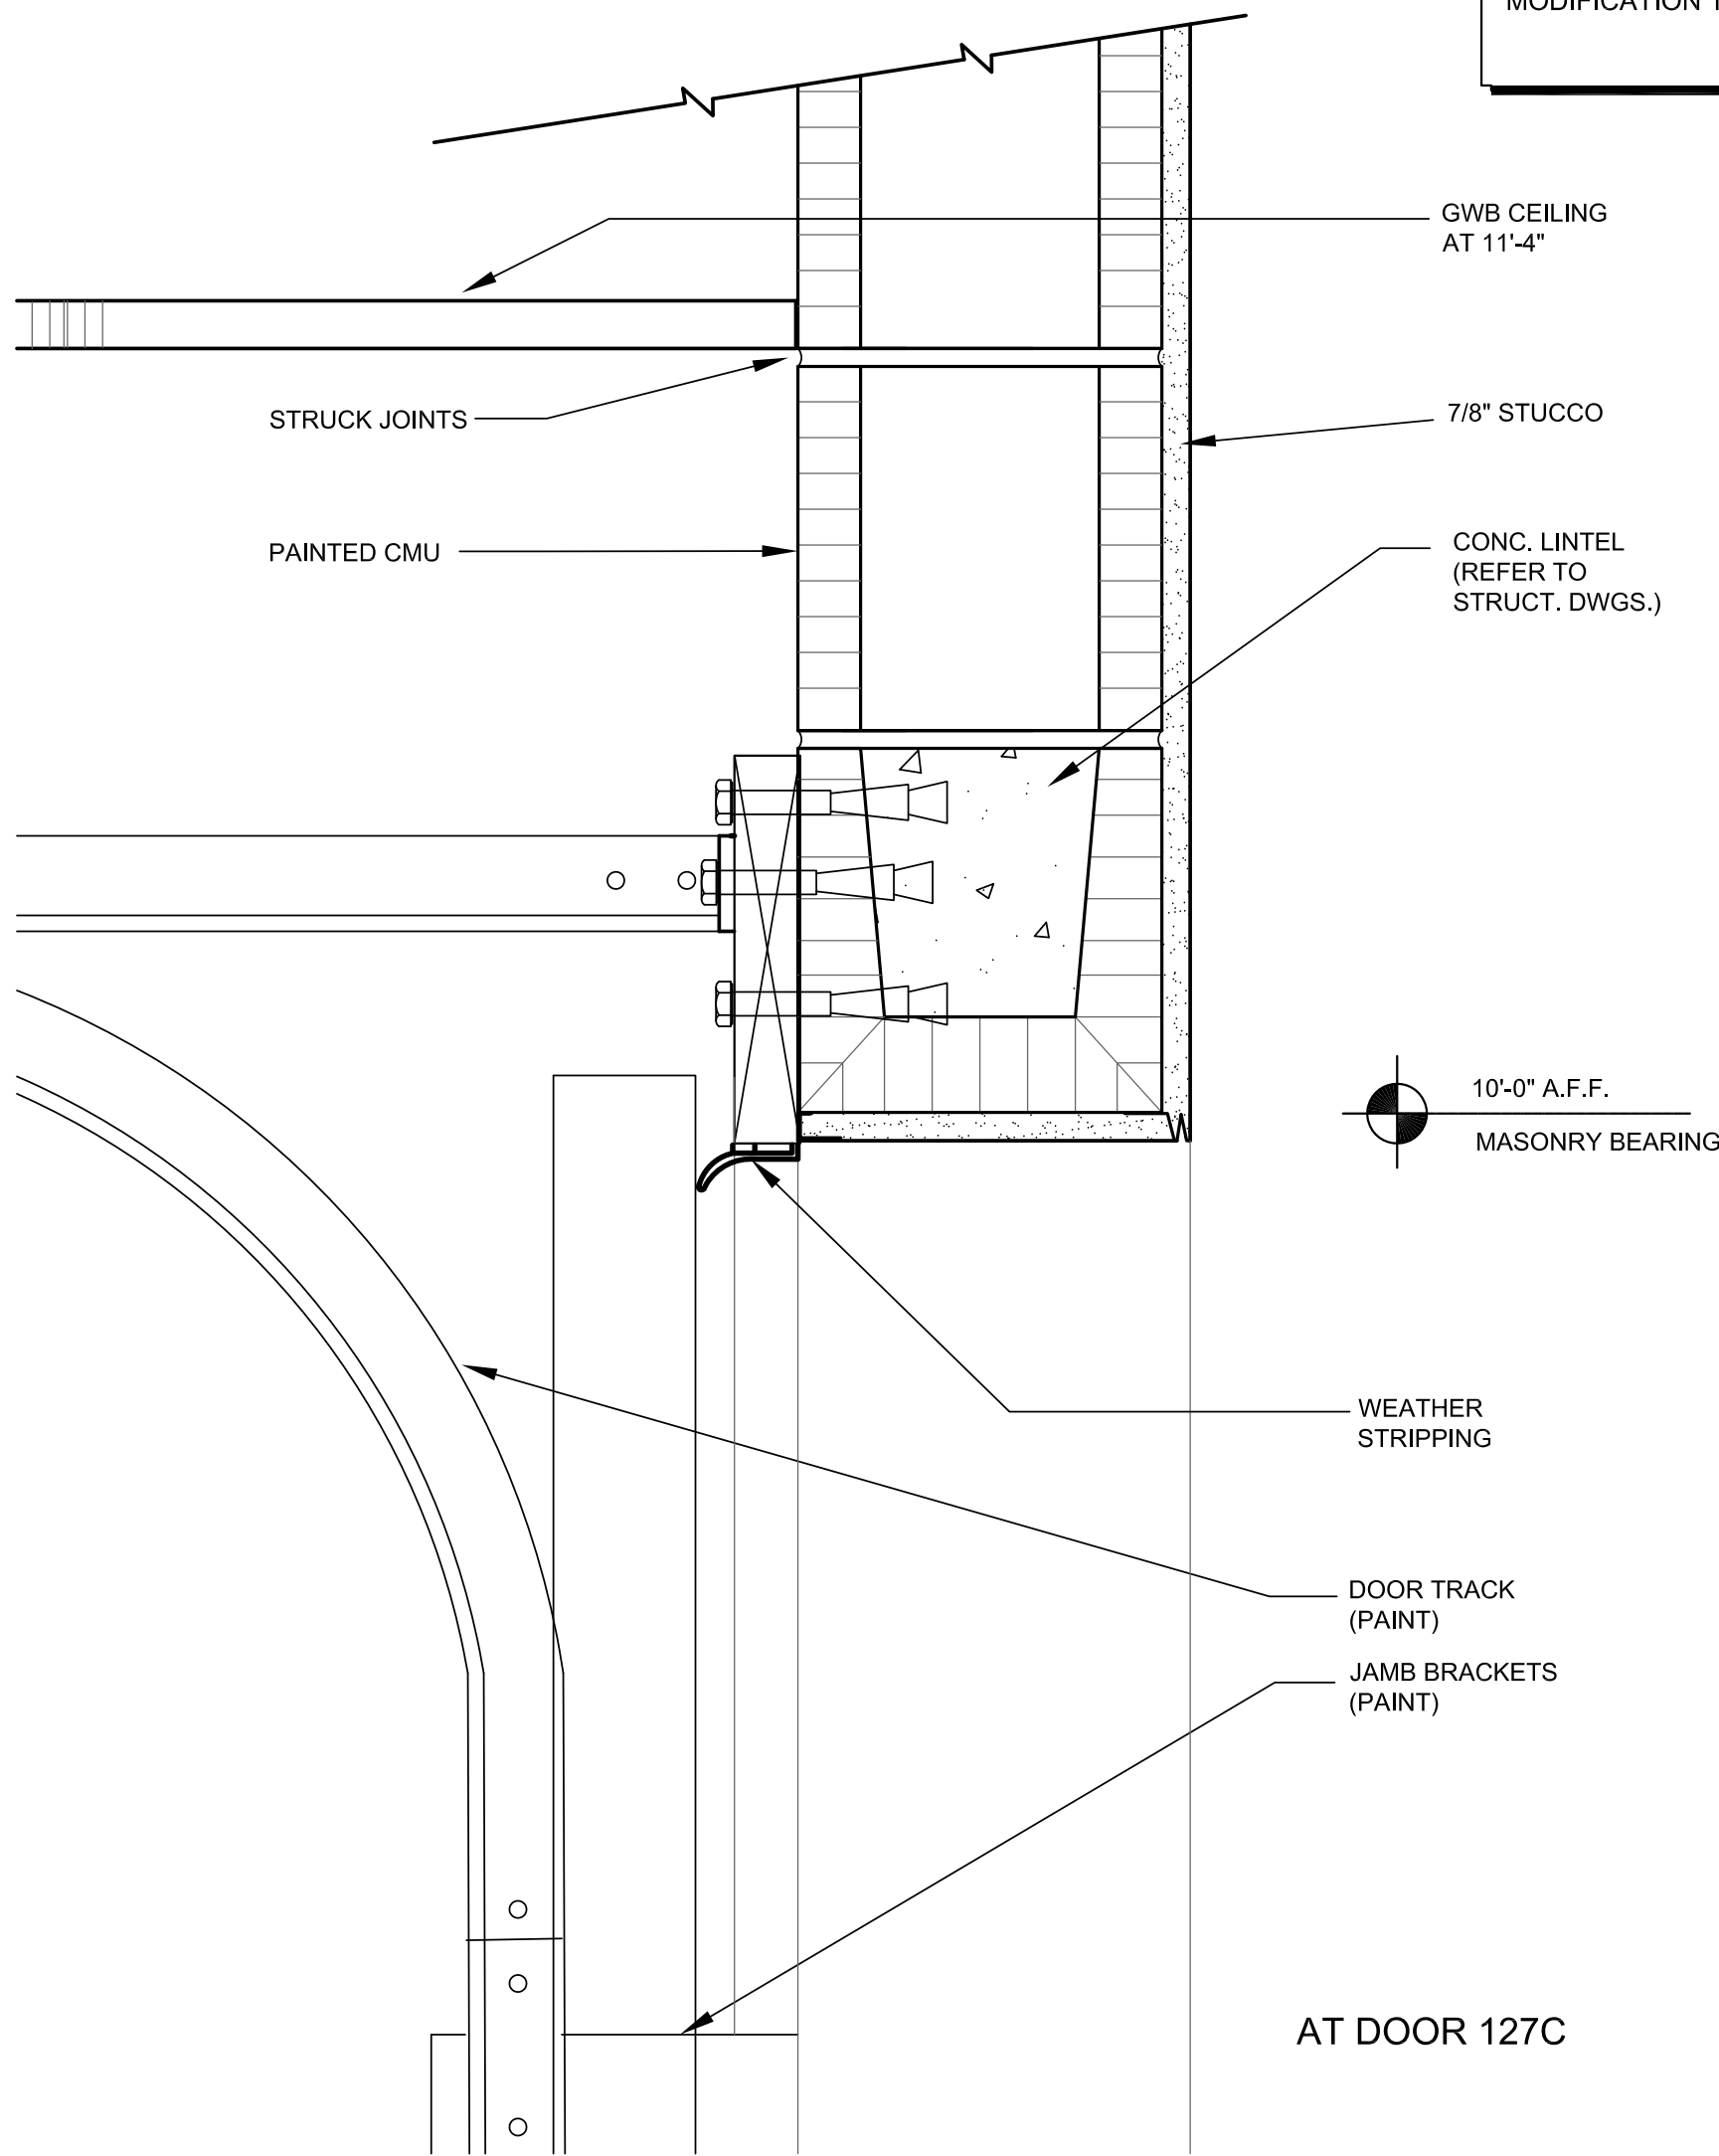 MODIFICATION
GWB CEILING
AT 11'-4"
STRUCK JOINTS
7/8" STUCCO
PAINTED CMU
CONC. LINTEL
(REFER TO
STRUCT. DWGS.)
10'-0" A.F.F.
MASONRY BEARING
WEATHER
STRIPPING
DOOR TRACK
(PAINT)
JAMB BRACKETS
(PAINT)
AT DOOR 127C